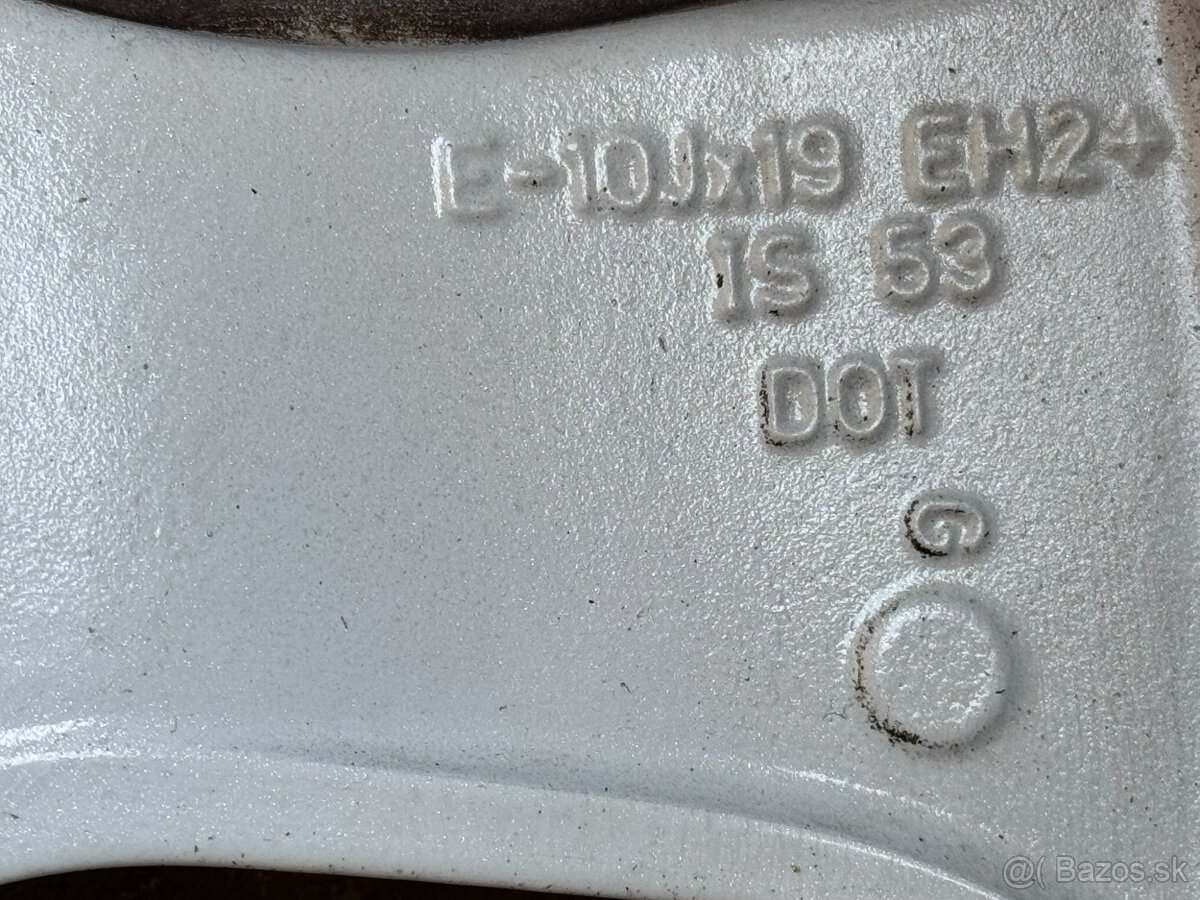 E-10Jx19 EH2+
IS 53
DOT
G
@( Bazos.sk